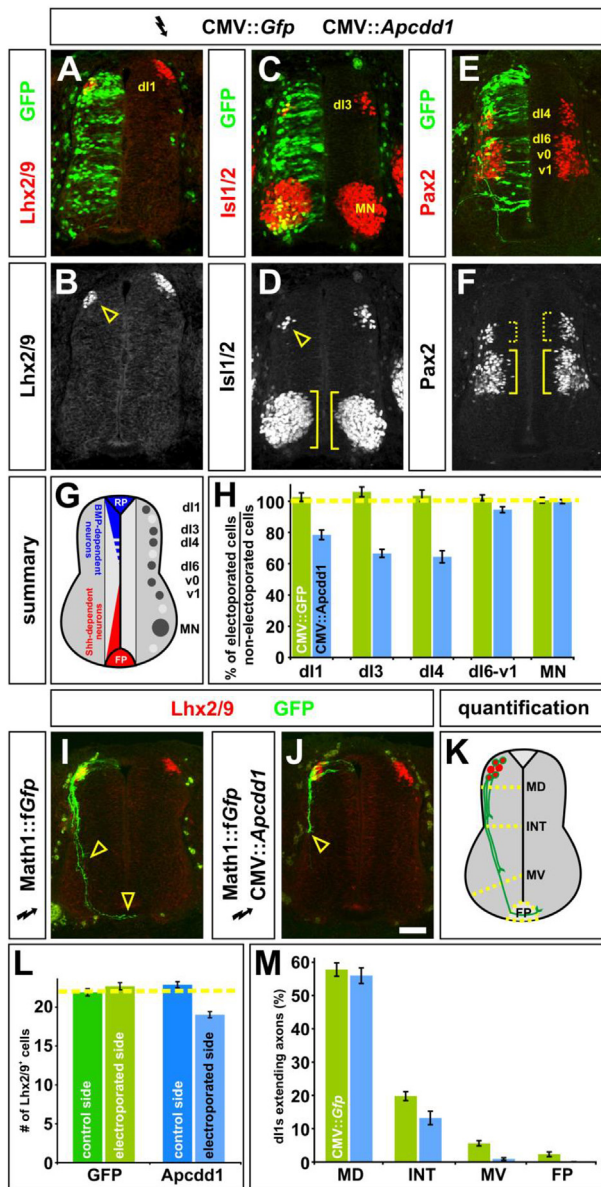 CMV::Gfp CMV::Apcdd1
A
dI1
Lhx2/9 GFP
C
dI3
MN
Isl1/2 GFP
E
dI4
dI6
v0
v1
Pax2 GFP
B
Lhx2/9
D
Isl1/2
F
Pax2
summary
G
RP
BMP-dependent
neurons
Shh-dependent
neurons
FP
dI1
dI3
dI4
dI6
v0
v1
MN
H
% of electoporated cells
non-electoporated cells
100
80
60
40
20
0
CMV::GFP
CMV::Apcdd1
dI1 dI3 dI4 dI6-v1 MN
Lhx2/9 GFP
quantification
I
Math1::fGfp
J
Math1::fGfp
CMV::Apcdd1
K
MD
INT
MV
FP
L
# of Lhx2/9+ cells
20
15
10
5
0
control side
electroporated side
control side
electroporated side
GFP Apcdd1
M
dI1s extending axons (%)
60
50
40
30
20
10
0
CMV::Gfp
MD INT MV FP